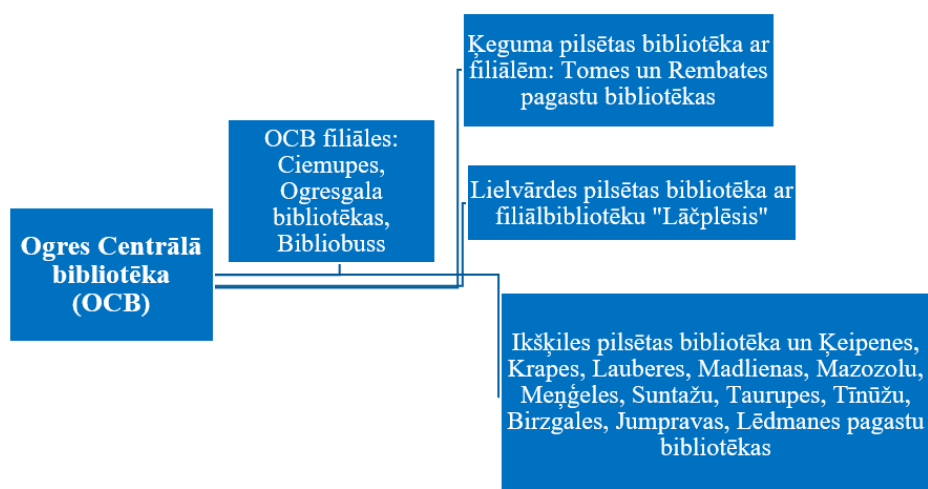 Ķeguma pilsētas bibliotēka ar
filiālēm: Tomes un Rembates
pagastu bibliotēkas
OCB filiāles:
Ciemupes,
Ogresgala
bibliotēkas,
Bibliobuss
Lielvārdes pilsētas bibliotēka ar
filiālbibliotēku "Lāčplēsis"
Ogres Centrālā
bibliotēka
(OCB)
Ikšķiles pilsētas bibliotēka un Ķeipenes,
Krapes, Lauberes, Madlienas, Mazozolu,
Meņģeles, Suntažu, Taurupes, Tīnūžu,
Birzgales, Jumpravas, Lēdmanes pagastu
bibliotēkas